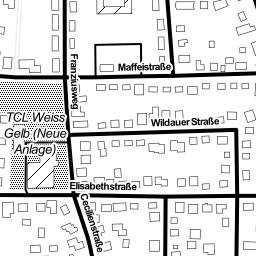 Maffeistraße
Franziusweg
TCL Weiss
Gelb (Neue
Anlage)
Wildauer Straße
Elisabethstraße
Cecilienstraße